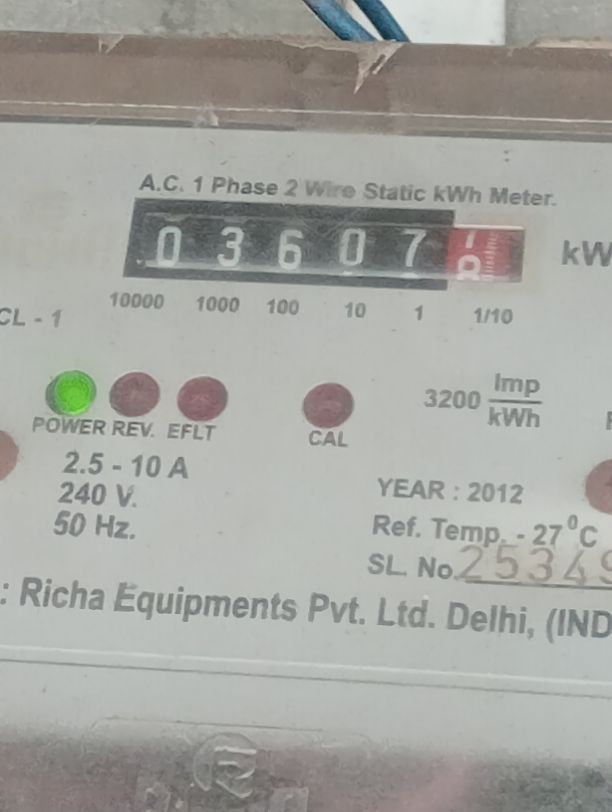 A.C. 1 Phase 2 Wire Static kWh Meter.
0 3 6 0 7
kW
10000 1000 100 10 1 1/10
CL - 1
3200 Imp
kWh
POWER REV. EFLT CAL
2.5 - 10 A
240 V.
50 Hz.
YEAR : 2012
Ref. Temp. - 27⁰C
SL. No. 25349
: Richa Equipments Pvt. Ltd. Delhi, (IND